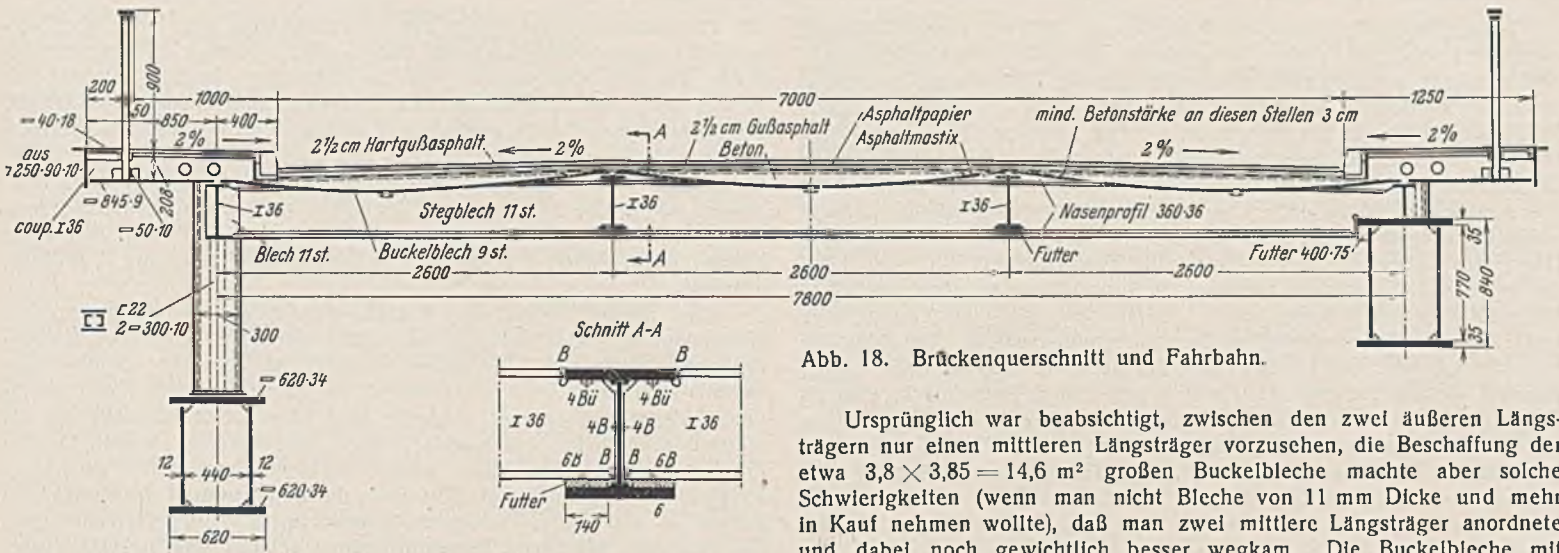 200
900
1000
7000
1250
50
850
400
⊏⊐ 40·18
2%
2½ cm Hartgußasphalt
2%
A
2½ cm Gußasphalt
Beton
Asphaltpapier
Asphaltmastix
mind. Betonstärke an diesen Stellen 3 cm
2%
2%
aus
250·90·10
845·9
208
coup. I 36
50·10
I 36
Stegblech 11 st.
I 36
I 36
Nasenprofil 360·36
Blech 11 st.
Buckelblech 9 st.
A
Futter
Futter 400·75
2600
2600
2600
7800
35
770
840
35
[22
2 = 300·10
300
Schnitt A-A
B
B
4Bü
4Bü
I 36
4B
4B
I 36
6B
B
B
6B
Futter
140
6
620·34
12
440
12
620·34
620
Abb. 18. Brückenquerschnitt und Fahrbahn.
Ursprünglich war beabsichtigt, zwischen den zwei äußeren Längs-
trägern nur einen mittleren Längsträger vorzusehen, die Beschaffung der
etwa 3,8 × 3,85 = 14,6 m² großen Buckelbleche machte aber solche
Schwierigkeiten (wenn man nicht Bleche von 11 mm Dicke und mehr
in Kauf nehmen wollte), daß man zwei mittlere Längsträger anordnete
und dabei noch gewichtlich besser wegkam. Die Buckelbleche mit